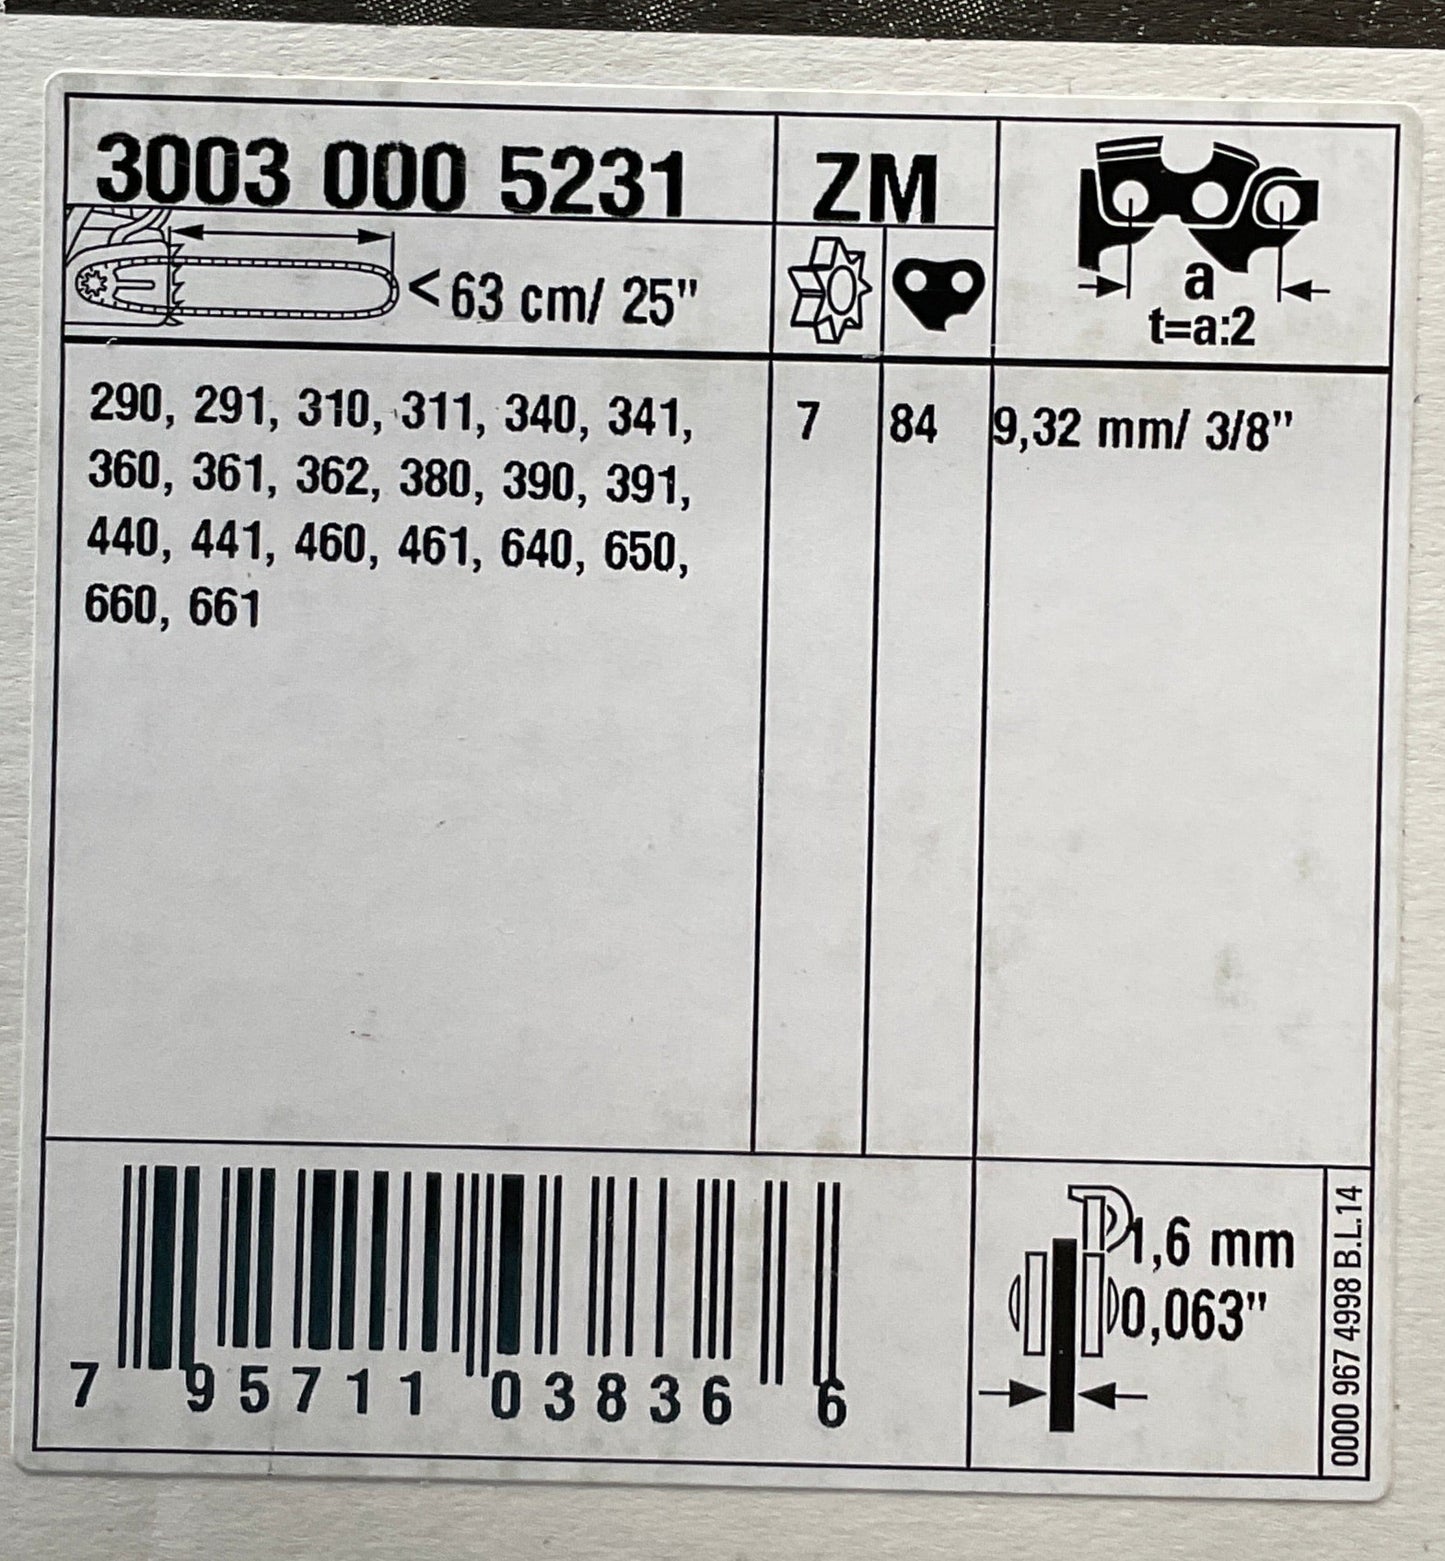 3003 000 5231
ZM
a
t=a:2
< 63 cm/ 25"
290, 291, 310, 311, 340, 341,
360, 361, 362, 380, 390, 391,
440, 441, 460, 461, 640, 650,
660, 661
7
84
9,32 mm/ 3/8"
1,6 mm
0,063"
0000 967 4998 B.L.14
7 95711 03836 6